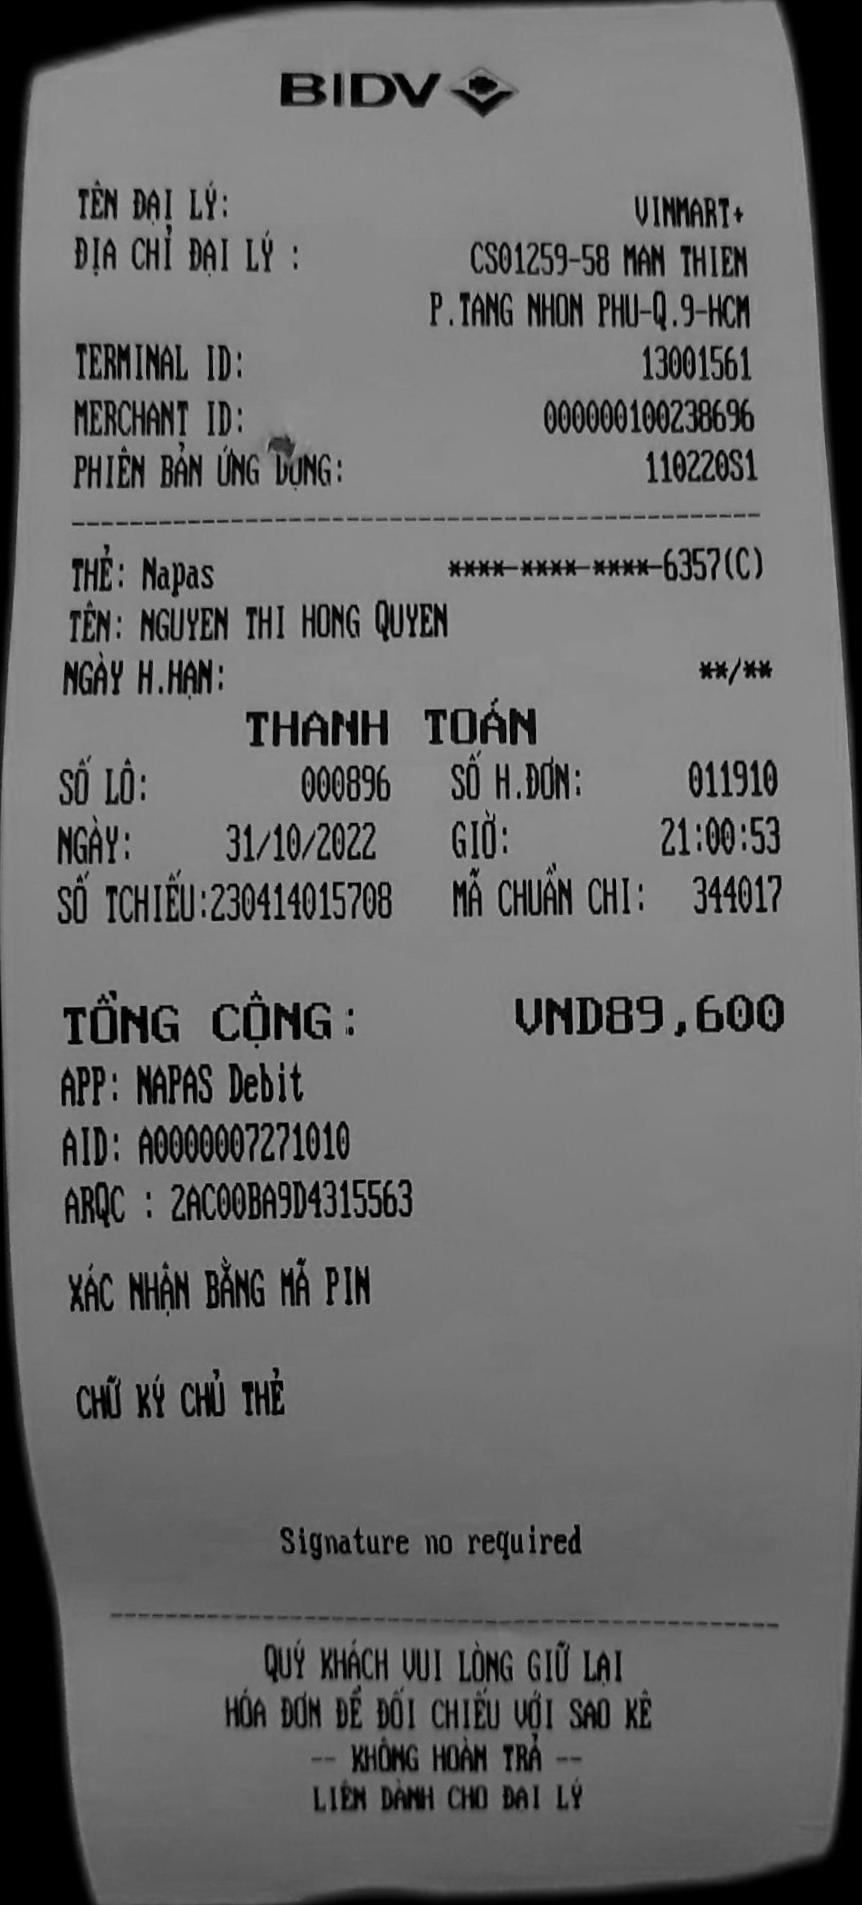 BIDV
TÊN ĐẠI LÝ: VINMART+
ĐỊA CHỈ ĐẠI LÝ : CS01259-58 MAN THIEN
P.TANG NHON PHU-Q.9-HCM
TERMINAL ID: 13001561
MERCHANT ID: 000000100238696
PHIÊN BẢN ỨNG DỤNG: 110220S1
THẺ: Napas ****-****-****-6357(C)
TÊN: NGUYEN THI HONG QUYEN
NGÀY H.HẠN: **/**
THANH TOÁN
SỐ LÔ: 000896 SỐ H.ĐƠN: 011910
NGÀY: 31/10/2022 GIỜ: 21:00:53
SỐ TCHIẾU:230414015708 MÃ CHUẨN CHI: 344017
TỔNG CỘNG: VND89,600
APP: NAPAS Debit
AID: A0000007271010
ARQC : 2AC00BA9D4315563
XÁC NHẬN BẰNG MÃ PIN
CHỮ KÝ CHỦ THẺ
Signature no required
QUÝ KHÁCH VUI LÒNG GIỮ LẠI
HÓA ĐƠN ĐỂ ĐỐI CHIẾU VỚI SAO KÊ
-- KHÔNG HOÀN TRẢ --
LIÊN DÀNH CHO ĐẠI LÝ